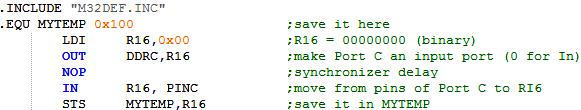 .INCLUDE "M32DEF.INC"
.EQU MYTEMP 0x100 ;save it here
LDI R16,0x00 ;R16 = 00000000 (binary)
OUT DDRC,R16 ;make Port C an input port (0 for In)
NOP ;synchronizer delay
IN R16, PINC ;move from pins of Port C to RI6
STS MYTEMP,R16 ;save it in MYTEMP